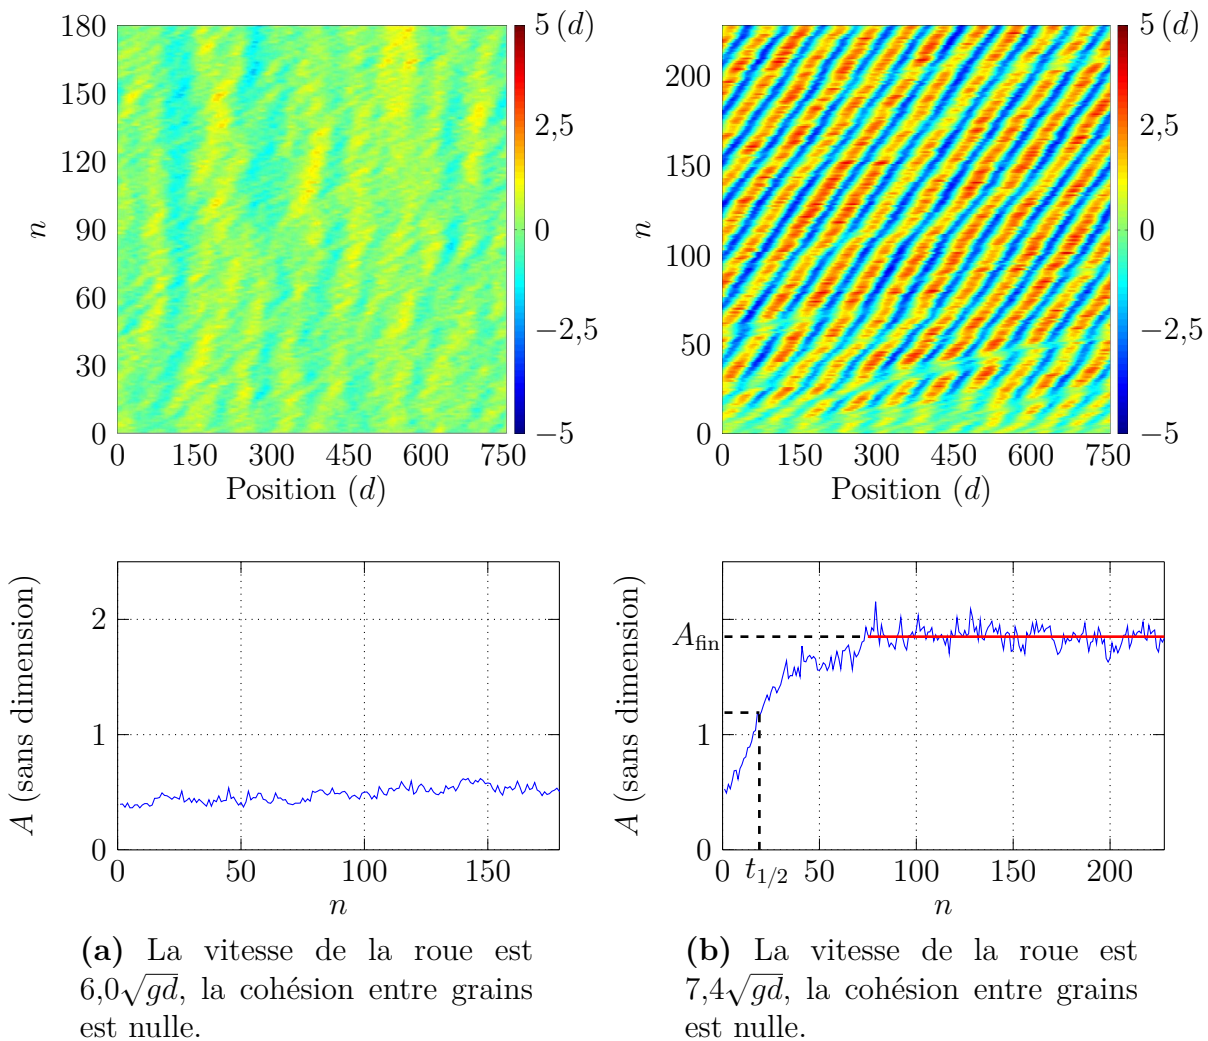 180
150
120
90
60
30
0
n
0 150 300 450 600 750
Position (d)
5 (d)
2,5
0
−2,5
−5
200
150
100
50
0
n
0 150 300 450 600 750
Position (d)
5 (d)
2,5
0
−2,5
−5
A (sans dimension)
2
1
0
0 50 100 150
n
A (sans dimension)
A_fin
1
0
0 t_{1/2} 50 100 150 200
n
(a) La vitesse de la roue est
6,0√gd, la cohésion entre grains
est nulle.
(b) La vitesse de la roue est
7,4√gd, la cohésion entre grains
est nulle.